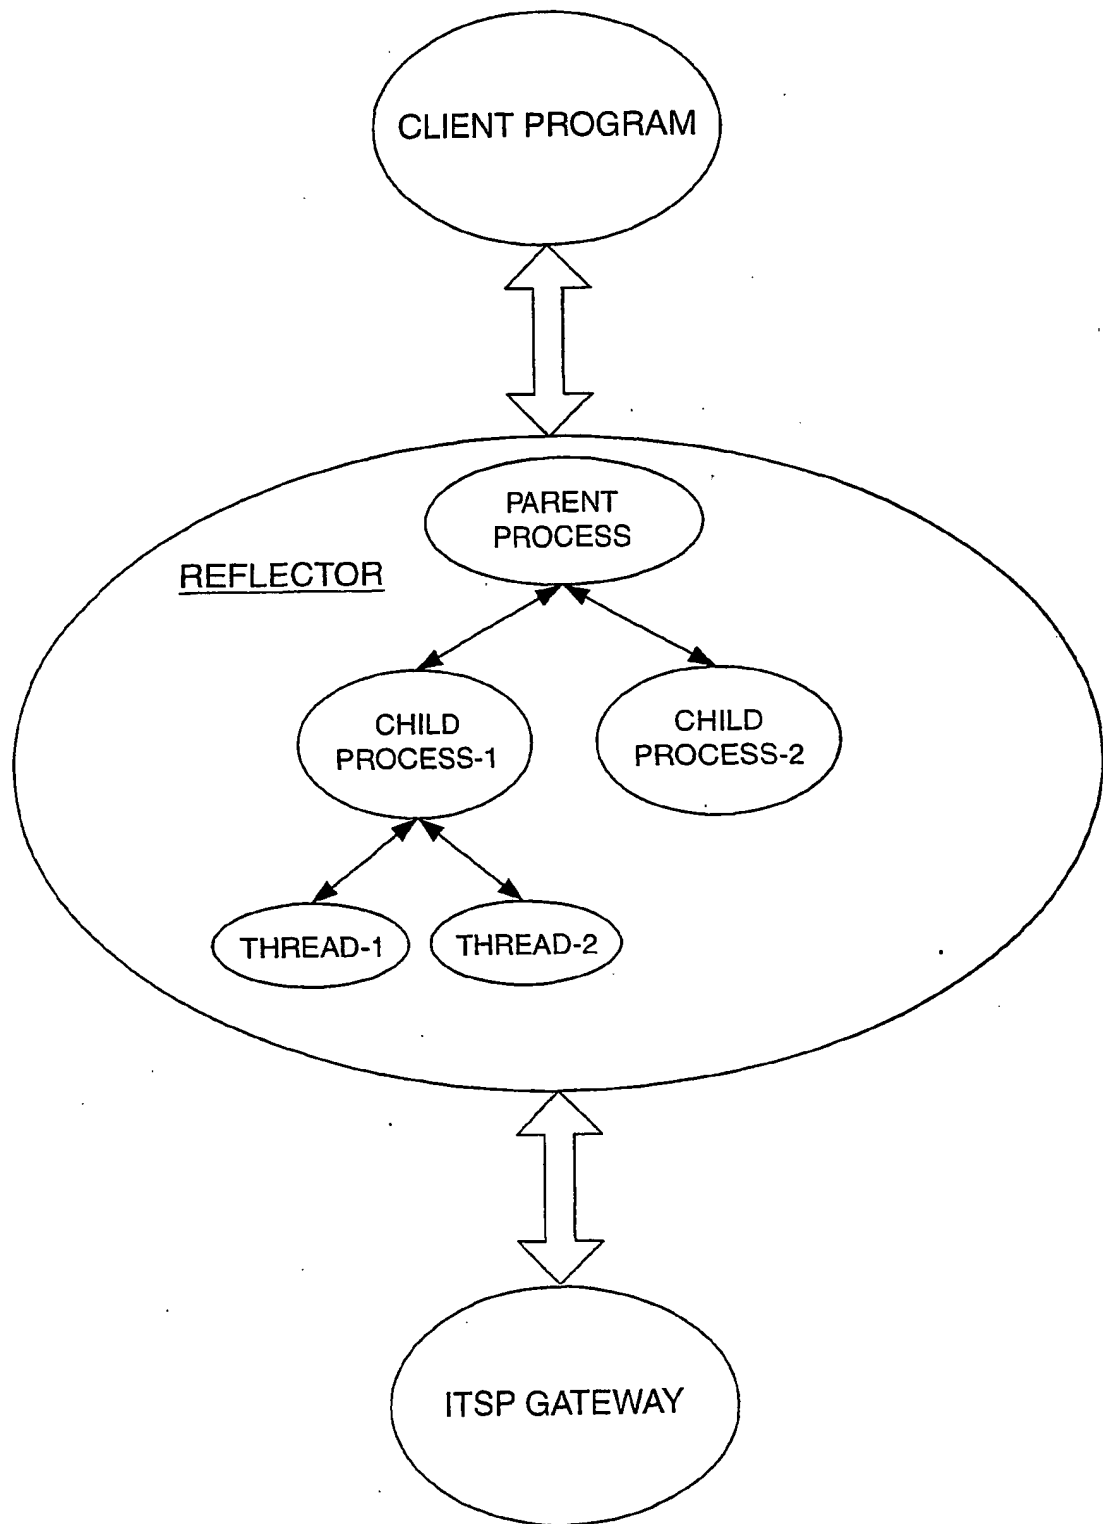 CLIENT PROGRAM
PARENT
PROCESS
REFLECTOR
CHILD
PROCESS-1
CHILD
PROCESS-2
THREAD-1
THREAD-2
ITSP GATEWAY